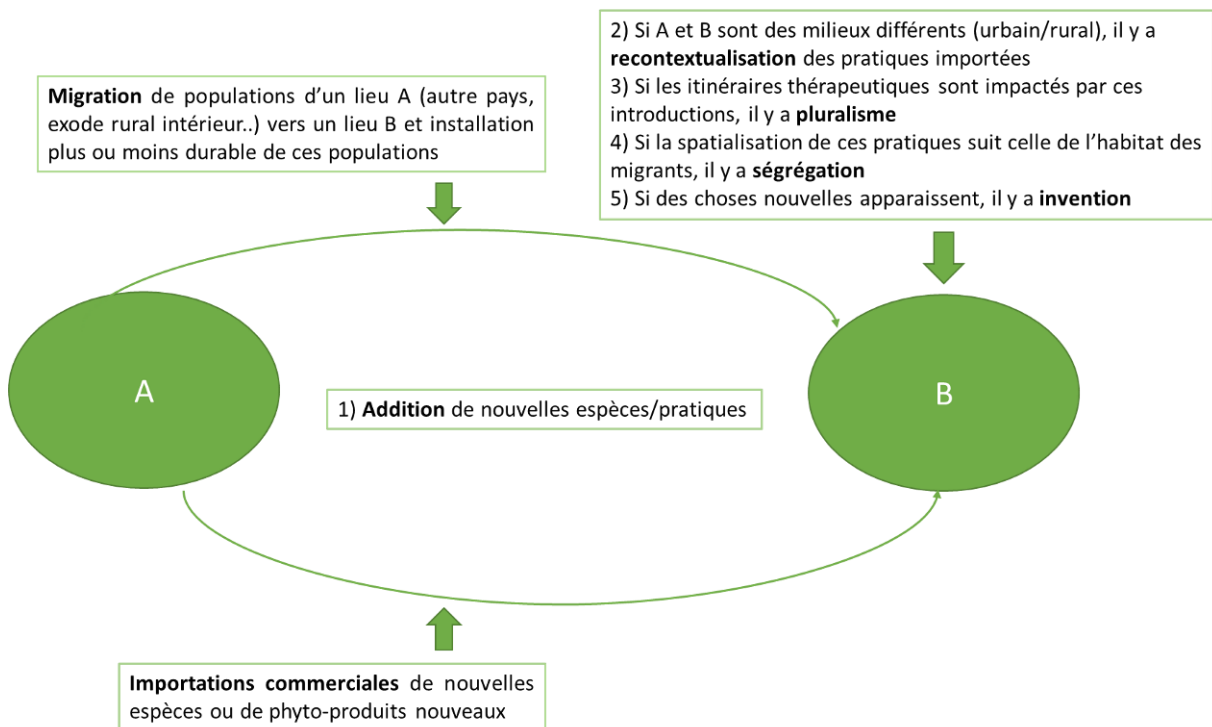 Migration de populations d’un lieu A (autre pays,
exode rural intérieur..) vers un lieu B et installation
plus ou moins durable de ces populations
2) Si A et B sont des milieux différents (urbain/rural), il y a
recontextualisation des pratiques importées
3) Si les itinéraires thérapeutiques sont impactés par ces
introductions, il y a pluralisme
4) Si la spatialisation de ces pratiques suit celle de l’habitat des
migrants, il y a ségrégation
5) Si des choses nouvelles apparaissent, il y a invention
A
1) Addition de nouvelles espèces/pratiques
B
Importations commerciales de nouvelles
espèces ou de phyto-produits nouveaux